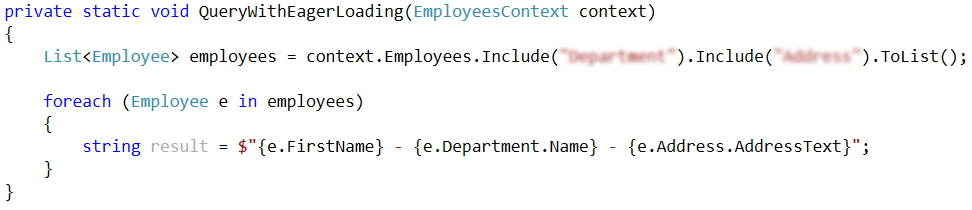 private static void QueryWithEagerLoading(EmployeesContext context)
{
    List<Employee> employees = context.Employees.Include("Department").Include("Address").ToList();
    foreach (Employee e in employees)
    {
        string result = $"{e.FirstName} - {e.Department.Name} - {e.Address.AddressText}";
    }
}